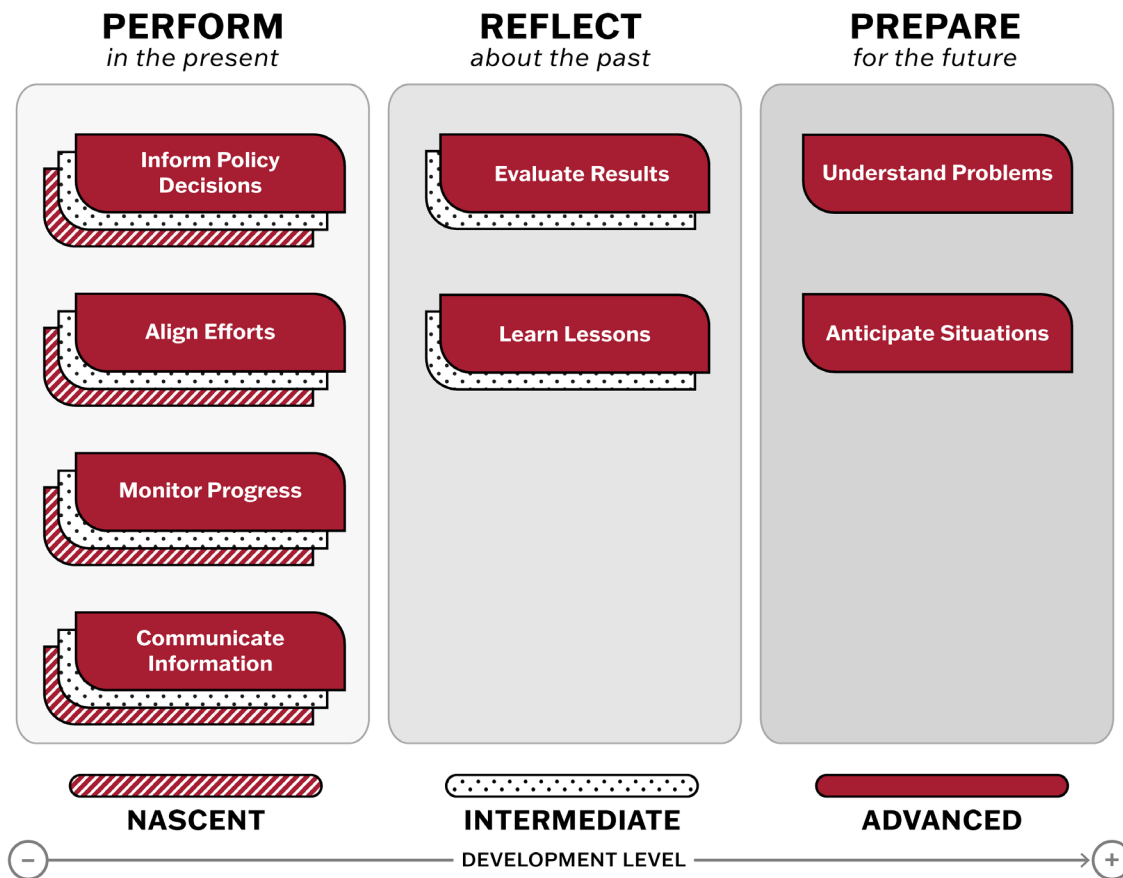 PERFORM
in the present
REFLECT
about the past
PREPARE
for the future
Inform Policy
Decisions
Align Efforts
Monitor Progress
Communicate
Information
Evaluate Results
Learn Lessons
Understand Problems
Anticipate Situations
NASCENT
INTERMEDIATE
ADVANCED
− DEVELOPMENT LEVEL +